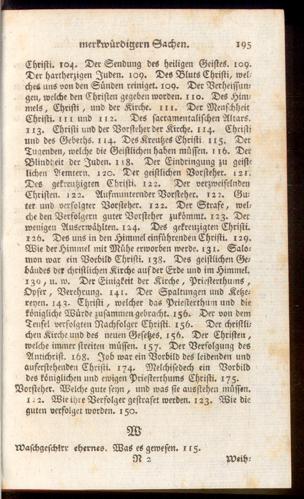 merkwürdigern Sachen. 195
Christi. 104. Der Sendung des heiligen Geistes. 109.
Der hartherzigen Juden. 109. Des Bluts Christi, wel-
ches uns von den Sünden reiniget. 109. Der Verheissun-
gen, welche den Christen gegeben worden. 110. Des Him-
mels, Christi, und der Kirche. 111. Der Menschheit
Christi. 111 und 112. Des sacramentalischen Altars.
113. Christi und der Vorsteher der Kirche. 114. Christi
und des Gebeths. 114. Des Kreutzes Christi 115. Der
Tugenden, welche die Geistlichen haben müssen. 116. Der
Blindheit der Juden. 118. Der Eindringung zu geist-
lichen Aemtern. 120. Der geistlichen Vorsteher. 121.
Des gekreutzigten Christi. 122. Der verzweifelnden
Christen. 122. Aufmunternder Vorsteher. 122. Gu-
ter und verfolgter Vorsteher. 122. Der Strafe, wel-
che den Verfolgern guter Vorsteher zukömmt. 123. Der
wenigen Auserwählten. 124. Des gekreuzigten Christi.
126. Des uns in den Himmel einführenden Christi. 129.
Wie der Himmel mit Mühe erworben werde. 131. Salo-
mon war ein Vorbild Christi. 138. Des geistlichen Ge-
bäudes der christlichen Kirche auf der Erde und im Himmel.
139, u. w. Der Einigkeit der Kirche, Priesterthums,
Opfer, Verehrung. 141. Der Spaltungen und Ketze-
reyen. 143. Christi, welcher das Priesterthum und die
königliche Würde zusammen gebracht. 156. Der von dem
Teufel verfolgten Nachfolger Christi. 156. Der christli-
chen Kirche und des neuen Gesetzes. 156. Der Christen,
welche immer streiten müssen. 157. Der Verfolgung des
Antichrist. 168. Job war ein Vorbild des leidenden und
auferstehenden Christi. 174. Melchisedech ein Vorbild
des königlichen und ewigen Priesterthums Christi. 175.
Vorsteher. Welche gute seyn, und was sie ausstehen müssen.
122. Wie ihre Verfolger gestrafet werden. 123. Wie die
guten verfolget worden. 150.
W
Waschgeschirr ehernes. Was es gewesen. 115.
N 2 Weih: